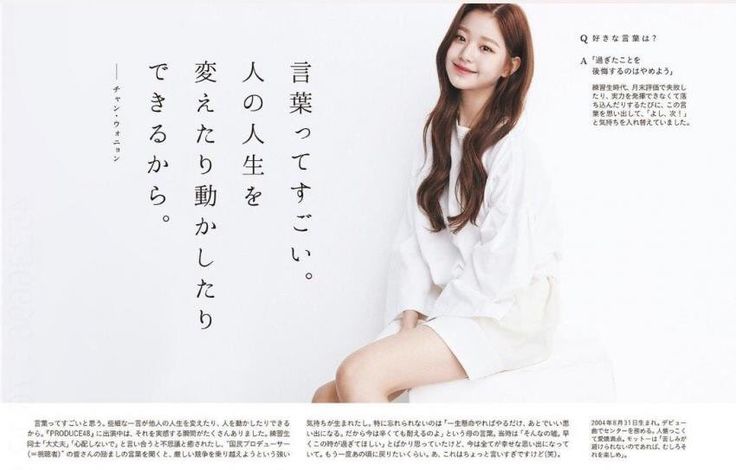 言葉ってすごい。
人の人生を
変えたり動かしたり
できるから。
──チャン・ウォニョン
Q 好きな言葉は？
A 「過ぎたことを
後悔するのはやめよう」
練習生時代、月末評価で失敗し
たり、実力を発揮できなくて落
ち込んだりするたびに、この言
葉を思い出して、「よし、次！」
と気持ちを入れ替えていました。
言葉ってすごいと思う。些細な一言が他人の人生を変えたり、人を動かしたりできる
から。『PRODUCE48』に出演中は、それを実感する瞬間がたくさんありました。練習生
同士「大丈夫」「心配しないで」と言い合うと不思議と癒されたし、“国民プロデューサー
（＝視聴者）”の皆さんの励ましの言葉を聞くと、厳しい競争を乗り越えようという強い
気持ちが生まれたし。特に忘れられないのは「一生懸命やればやるだけ、あとでいい思
い出になる。だから今は辛くても耐えるのよ」という母の言葉。当時は「そんなの嘘。早
くこの時が過ぎてほしい」とばかり思っていたけど、今は全てが幸せな思い出になって
いて。もう一度あの頃に戻りたいくらい。あ、これはちょっと言いすぎですけど（笑）。
2004年8月31日生まれ。デビュー
曲でセンターを務める。人懐っこく
て愛嬌満点。モットーは「苦しみが
避けられないのであれば、むしろそ
れを楽しめ」。